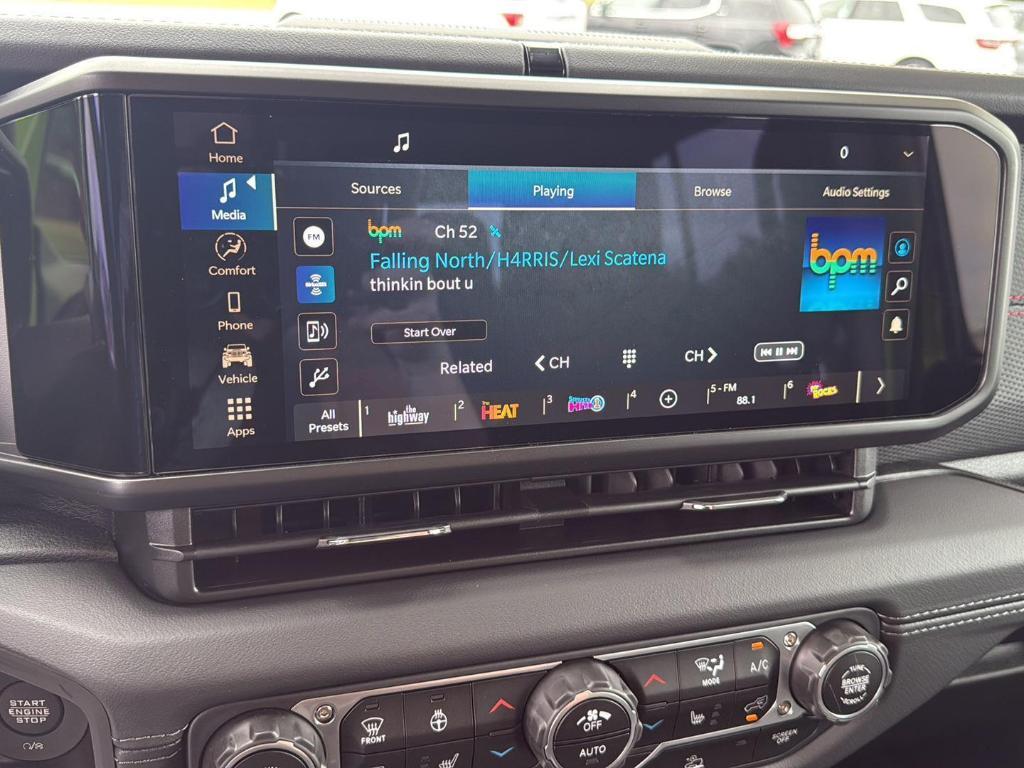 Home
0
Media
Sources
Playing
Browse
Audio Settings
FM
bpm
Ch 52
Falling North/H4RRIS/Lexi Scatena
thinkin bout u
bpm
Comfort
SiriusXM
Start Over
Phone
Related
CH
CH
Vehicle
Apps
All Presets
1
the highway
2
THE HEAT
3
4
5 - FM
88.1
6
START
ENGINE
STOP
FRONT
OFF
AUTO
MODE
A/C
TUNE
BROWSE
ENTER
SCROLL
SCREEN
OFF